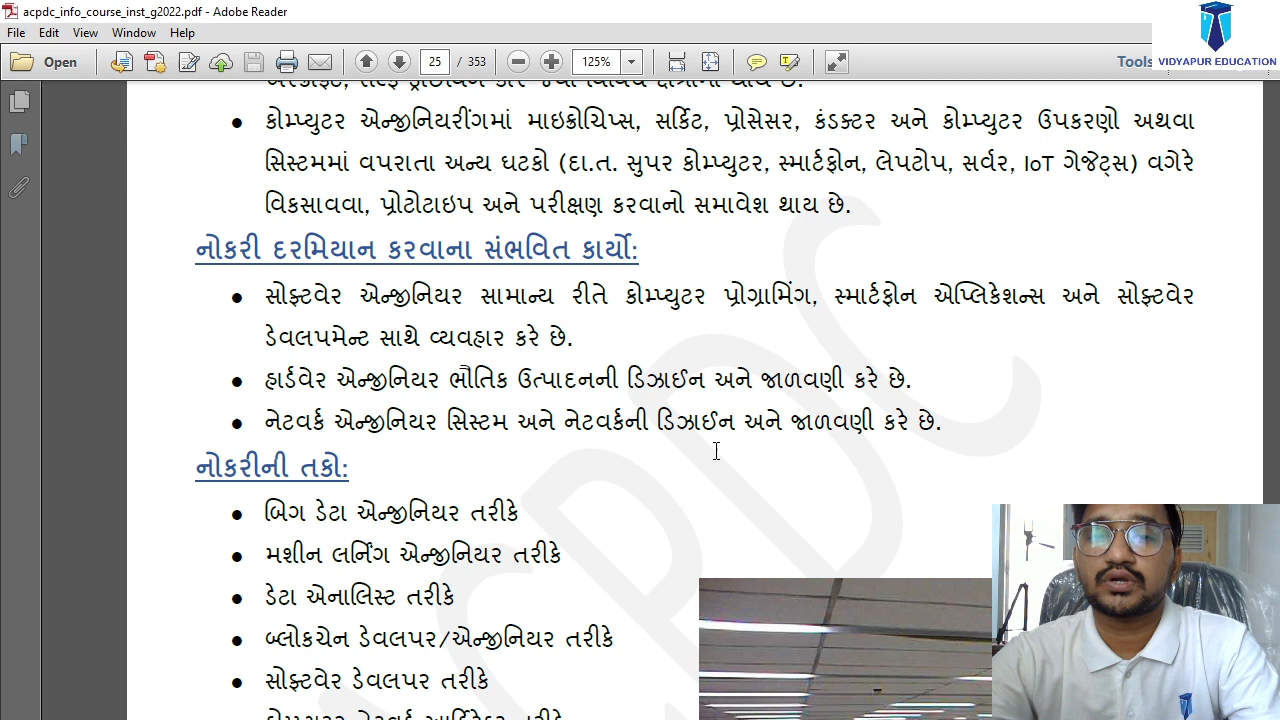 acpdc_info_course_inst_g2022.pdf - Adobe Reader
File Edit View Window Help
Open 25 / 353 125% Tools
VIDYAPUR EDUCATION
કોમ્પ્યુટર એન્જીનિયરીંગમાં માઇક્રોચિપ્સ, સર્કિટ, પ્રોસેસર, કંડક્ટર અને કોમ્પ્યુટર ઉપકરણો અથવા
સિસ્ટમમાં વપરાતા અન્ય ઘટકો (દા.ત. સુપર કોમ્પ્યુટર, સ્માર્ટફોન, લેપટોપ, સર્વર, IoT ગેજેટ્સ) વગેરે
વિકસાવવા, પ્રોટોટાઇપ અને પરીક્ષણ કરવાનો સમાવેશ થાય છે.
નોકરી દરમિયાન કરવાના સંભવિત કાર્યો:
સોફ્ટવેર એન્જીનિયર સામાન્ય રીતે કોમ્પ્યુટર પ્રોગ્રામિંગ, સ્માર્ટફોન એપ્લિકેશન્સ અને સોફ્ટવેર
ડેવલપમેન્ટ સાથે વ્યવહાર કરે છે.
હાર્ડવેર એન્જીનિયર ભૌતિક ઉત્પાદનની ડિઝાઈન અને જાળવણી કરે છે.
નેટવર્ક એન્જીનિયર સિસ્ટમ અને નેટવર્કની ડિઝાઈન અને જાળવણી કરે છે.
નોકરીની તકો:
બિગ ડેટા એન્જીનિયર તરીકે
મશીન લર્નિંગ એન્જીનિયર તરીકે
ડેટા એનાલિસ્ટ તરીકે
બ્લોકચેન ડેવલપર/એન્જીનિયર તરીકે
સોફ્ટવેર ડેવલપર તરીકે